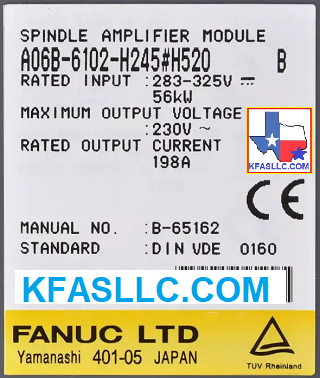 SPINDLE AMPLIFIER MODULE
A06B-6102-H245#H520 B
RATED INPUT : 283-325V ⎓
56kW
MAXIMUM OUTPUT VOLTAGE
: 230V ~
RATED OUTPUT CURRENT
198A
KFASLLC.COM
CE
MANUAL NO. : B-65162
STANDARD : DIN VDE 0160
KFASLLC.COM
FANUC LTD
Yamanashi 401-05 JAPAN
TUV Rheinland